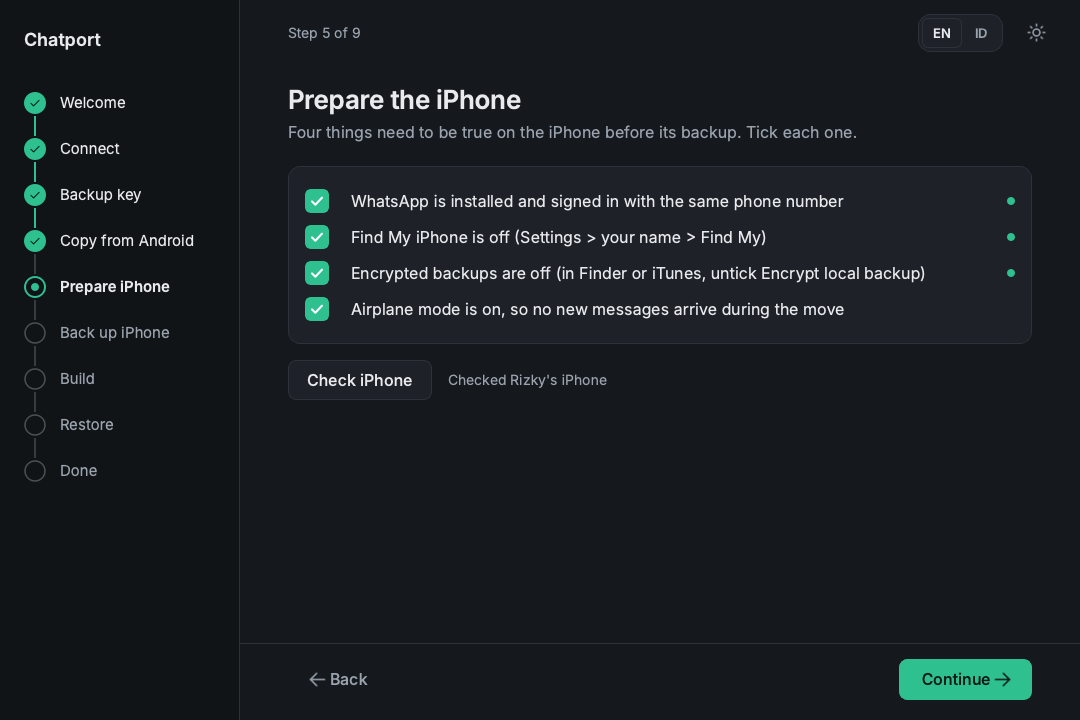 Chatport
Welcome
Connect
Backup key
Copy from Android
Prepare iPhone
Back up iPhone
Build
Restore
Done
Step 5 of 9
EN
ID
Prepare the iPhone
Four things need to be true on the iPhone before its backup. Tick each one.
WhatsApp is installed and signed in with the same phone number
Find My iPhone is off (Settings > your name > Find My)
Encrypted backups are off (in Finder or iTunes, untick Encrypt local backup)
Airplane mode is on, so no new messages arrive during the move
Check iPhone
Checked Rizky's iPhone
Back
Continue